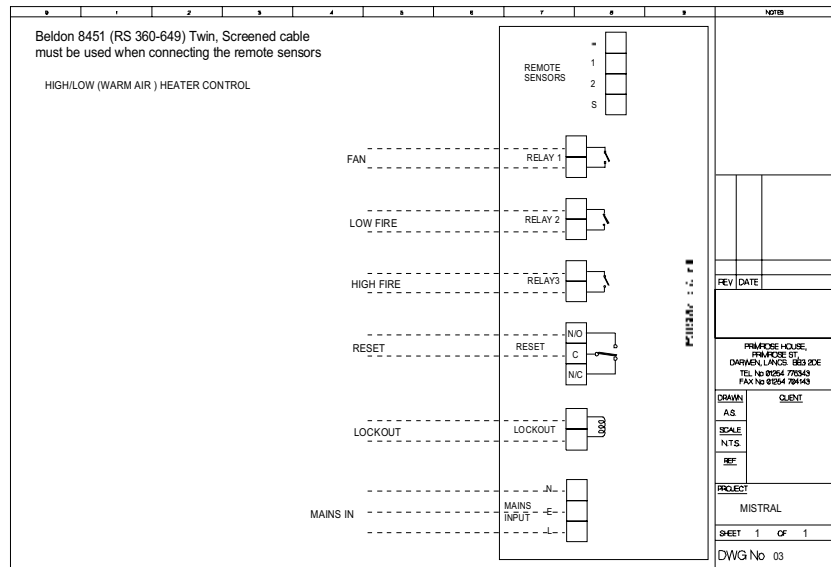 0 1 2 3 4 5 6 7 8 9 NOTES
Beldon 8451 (RS 360-649) Twin, Screened cable
must be used when connecting the remote sensors
HIGH/LOW (WARM AIR ) HEATER CONTROL
REMOTE
SENSORS
=
1
2
S
FAN
RELAY 1
LOW FIRE
RELAY 2
HIGH FIRE
RELAY3
RESET
RESET
N/O
C
N/C
LOCKOUT
LOCKOUT
MAINS IN
MAINS
INPUT
N
E
L
REV DATE
PRIMROSE HOUSE,
PRIMROSE ST,
DARWEN, LANCS. BB3 2DE
TEL No 01254 776343
FAX No 01254 704143
DRAWN
A.S.
CLIENT
SCALE
N.T.S.
REF
PROJECT
MISTRAL
SHEET 1 OF 1
DWG No 03